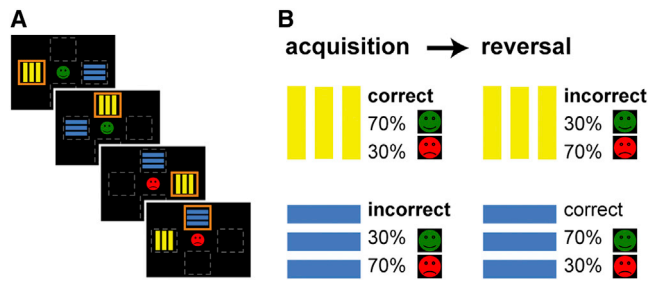 A
B
acquisition → reversal
correct
70%
30%
incorrect
30%
70%
incorrect
30%
70%
correct
70%
30%